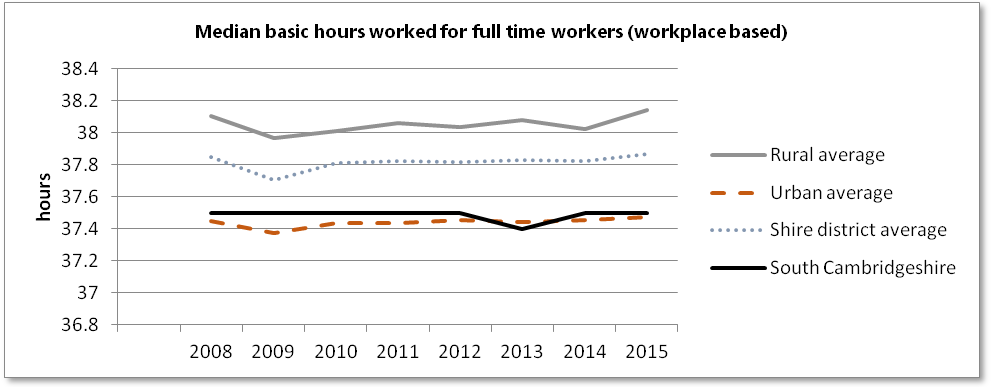 Median basic hours worked for full time workers (workplace based)
hours
38.4
38.2
38
37.8
37.6
37.4
37.2
37
36.8
2008 2009 2010 2011 2012 2013 2014 2015
Rural average
Urban average
Shire district average
South Cambridgeshire